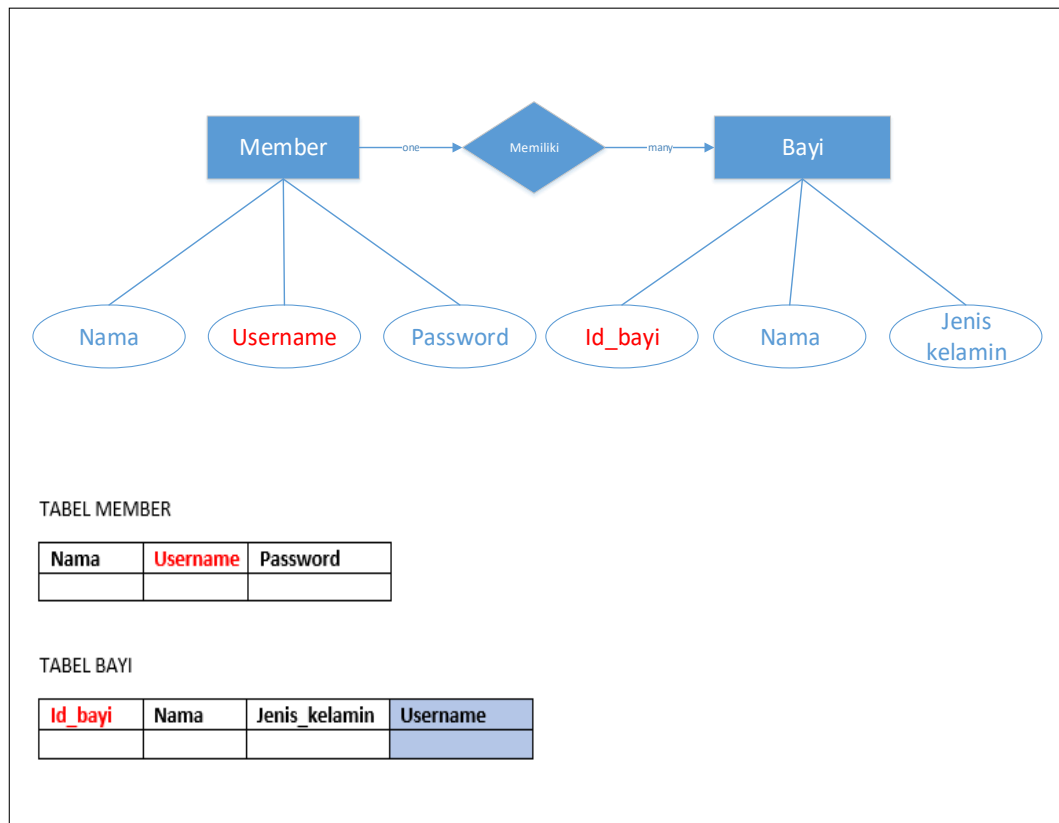 Member
one
Memiliki
many
Bayi
Nama
Username
Password
Id_bayi
Nama
Jenis
kelamin
TABEL MEMBER
Nama Username Password
TABEL BAYI
Id_bayi Nama Jenis_kelamin Username